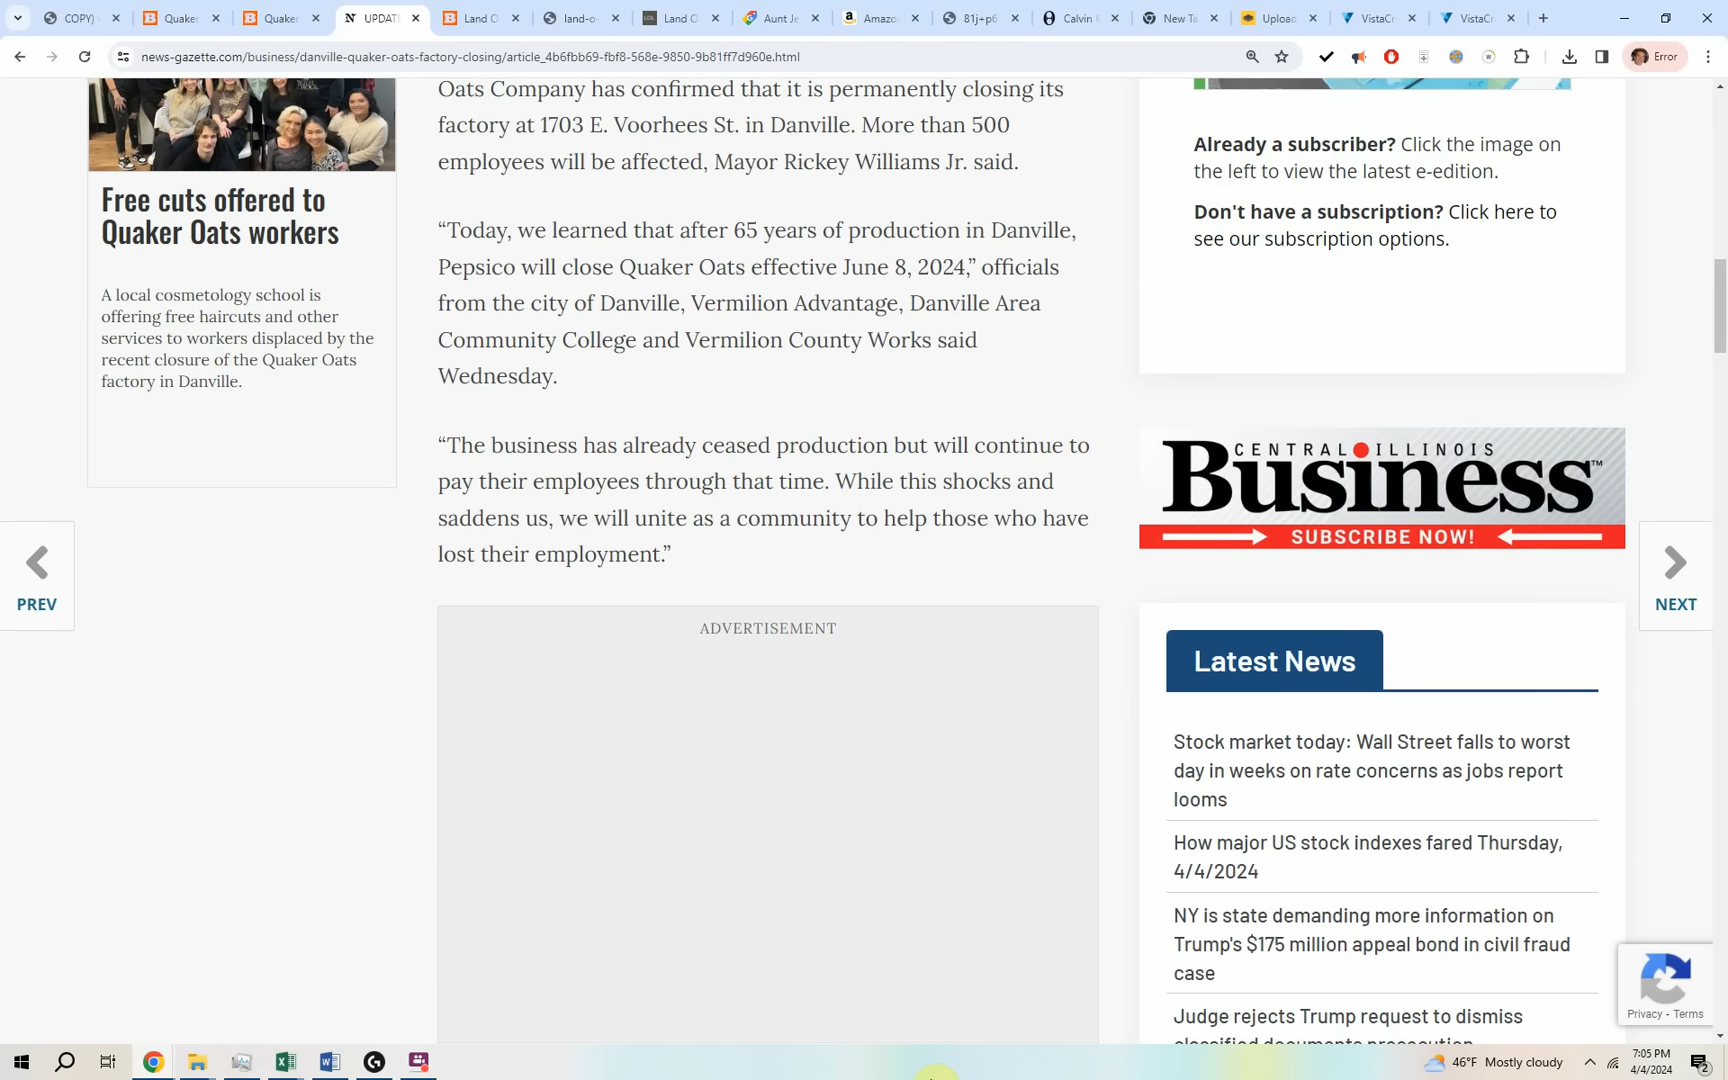 COPY)
Quaker
Quaker
UPDAT
Land O
land-o-
Land O
Aunt Je
Amazo
81j+p6
Calvin
New Ta
Upload
VistaCr
VistaCr
news-gazette.com/business/danville-quaker-oats-factory-closing/article_4b6fbb69-fbf8-568e-9850-9b81ff7d960e.html
Error
Free cuts offered to
Quaker Oats workers
A local cosmetology school is
offering free haircuts and other
services to workers displaced by the
recent closure of the Quaker Oats
factory in Danville.
PREV
Oats Company has confirmed that it is permanently closing its
factory at 1703 E. Voorhees St. in Danville. More than 500
employees will be affected, Mayor Rickey Williams Jr. said.
“Today, we learned that after 65 years of production in Danville,
Pepsico will close Quaker Oats effective June 8, 2024,” officials
from the city of Danville, Vermilion Advantage, Danville Area
Community College and Vermilion County Works said
Wednesday.
“The business has already ceased production but will continue to
pay their employees through that time. While this shocks and
saddens us, we will unite as a community to help those who have
lost their employment.”
ADVERTISEMENT
Already a subscriber? Click the image on
the left to view the latest e-edition.
Don't have a subscription? Click here to
see our subscription options.
CENTRAL ILLINOIS
Business™
SUBSCRIBE NOW!
NEXT
Latest News
Stock market today: Wall Street falls to worst
day in weeks on rate concerns as jobs report
looms
How major US stock indexes fared Thursday,
4/4/2024
NY is state demanding more information on
Trump's $175 million appeal bond in civil fraud
case
Judge rejects Trump request to dismiss
classified documents prosecution
Privacy - Terms
46°F Mostly cloudy
7:05 PM
4/4/2024
2